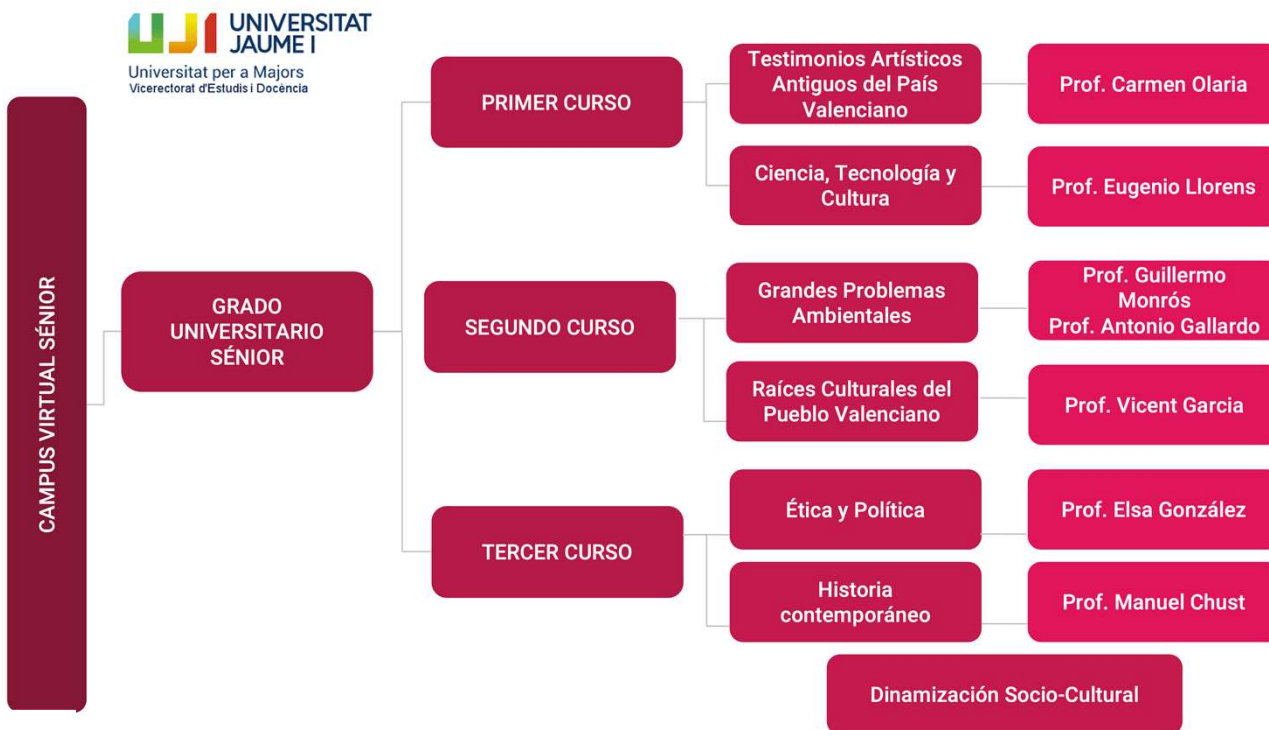 UJI UNIVERSITAT
JAUME I
Universitat per a Majors
Vicerectorat d'Estudis i Docència
CAMPUS VIRTUAL SÉNIOR
GRADO
UNIVERSITARIO
SÉNIOR
PRIMER CURSO
Testimonios Artísticos
Antiguos del País
Valenciano
Prof. Carmen Olaria
Ciencia, Tecnología y
Cultura
Prof. Eugenio Llorens
SEGUNDO CURSO
Grandes Problemas
Ambientales
Prof. Guillermo
Monrós
Prof. Antonio Gallardo
Raíces Culturales del
Pueblo Valenciano
Prof. Vicent Garcia
TERCER CURSO
Ética y Política
Prof. Elsa González
Historia
contemporáneo
Prof. Manuel Chust
Dinamización Socio-Cultural